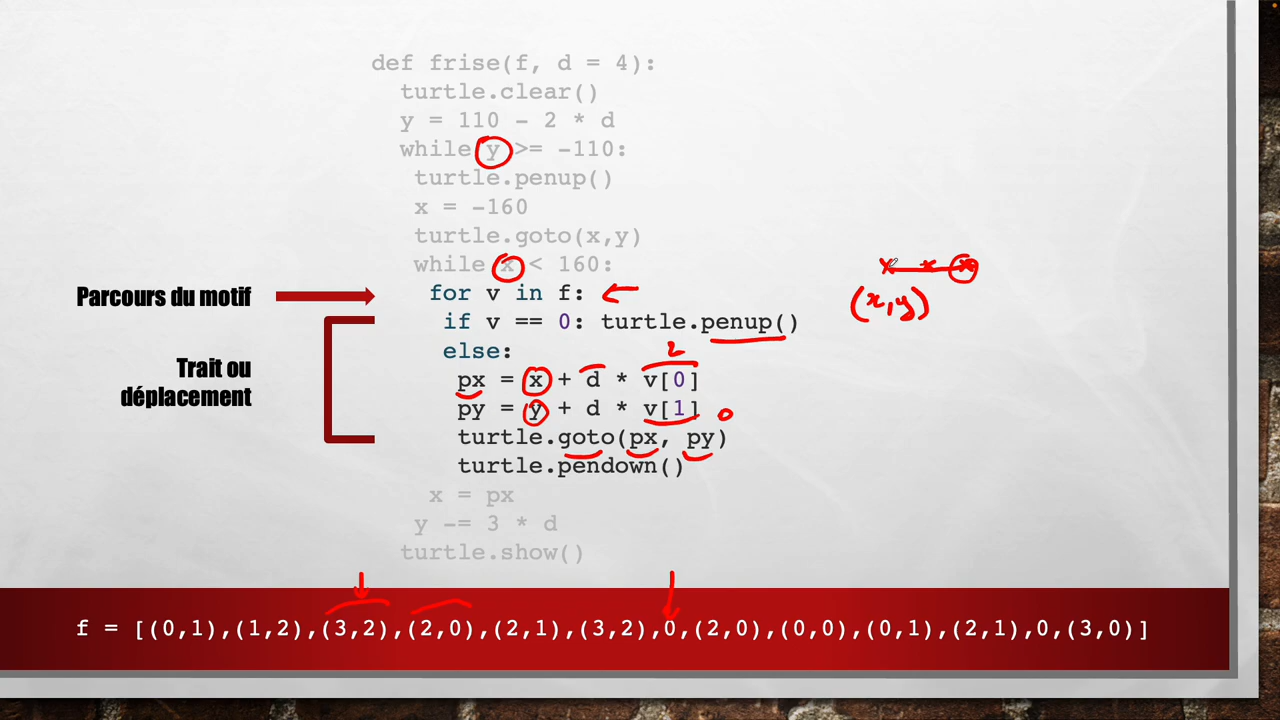 def frise(f, d = 4):
turtle.clear()
y = 110 - 2 * d
while y >= -110:
turtle.penup()
x = -160
turtle.goto(x,y)
while x < 160:
Parcours du motif
for v in f:
(x,y)
if v == 0: turtle.penup()
Trait ou
déplacement
else:
2
px = x + d * v[0]
py = y + d * v[1]
0
turtle.goto(px, py)
turtle.pendown()
x = px
y -= 3 * d
turtle.show()
f = [(0,1),(1,2),(3,2),(2,0),(2,1),(3,2),0,(2,0),(0,0),(0,1),(2,1),0,(3,0)]